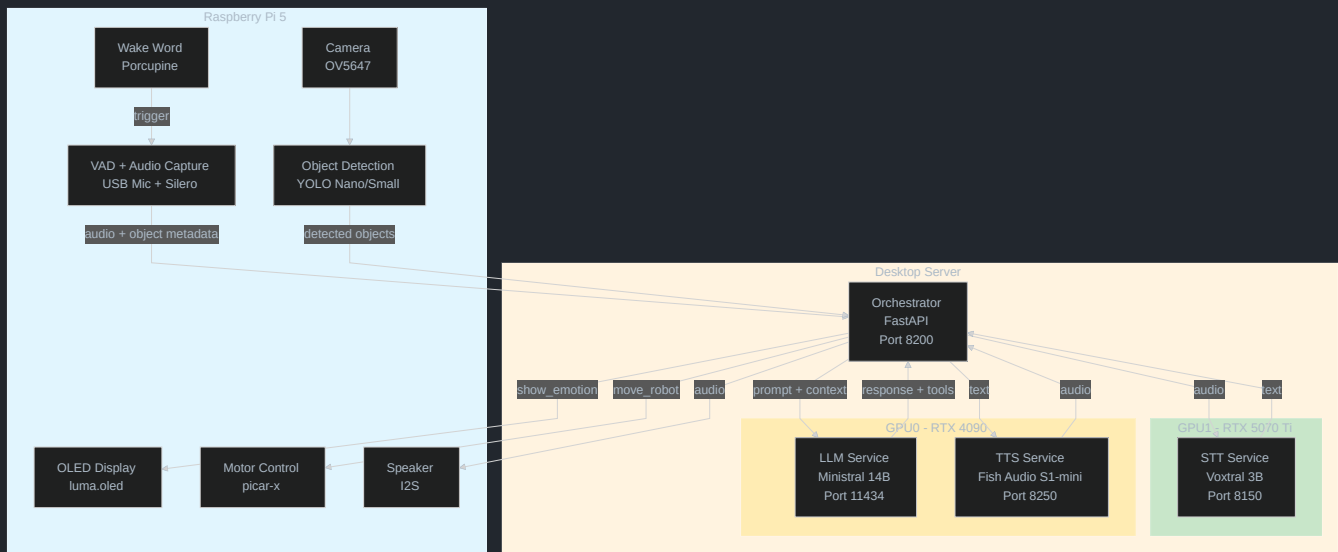 Raspberry Pi 5
Wake Word
Porcupine
Camera
OV5647
trigger
VAD + Audio Capture
USB Mic + Silero
Object Detection
YOLO Nano/Small
audio + object metadata
detected objects
Desktop Server
Orchestrator
FastAPI
Port 8200
show_emotion
move_robot
audio
prompt + context
response + tools
text
audio
audio
text
GPU0 - RTX 4090
GPU1 - RTX 5070 Ti
OLED Display
luma.oled
Motor Control
picar-x
Speaker
I2S
LLM Service
Ministral 14B
Port 11434
TTS Service
Fish Audio S1-mini
Port 8250
STT Service
Voxtral 3B
Port 8150